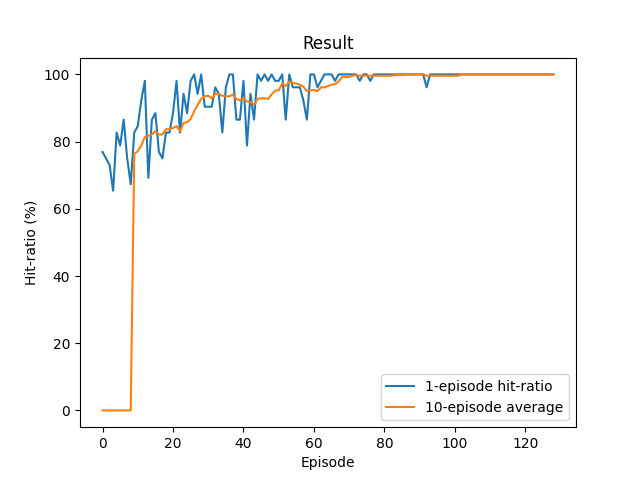 Result
Hit-ratio (%)
100
80
60
40
20
0
0 20 40 60 80 100 120
Episode
1-episode hit-ratio
10-episode average